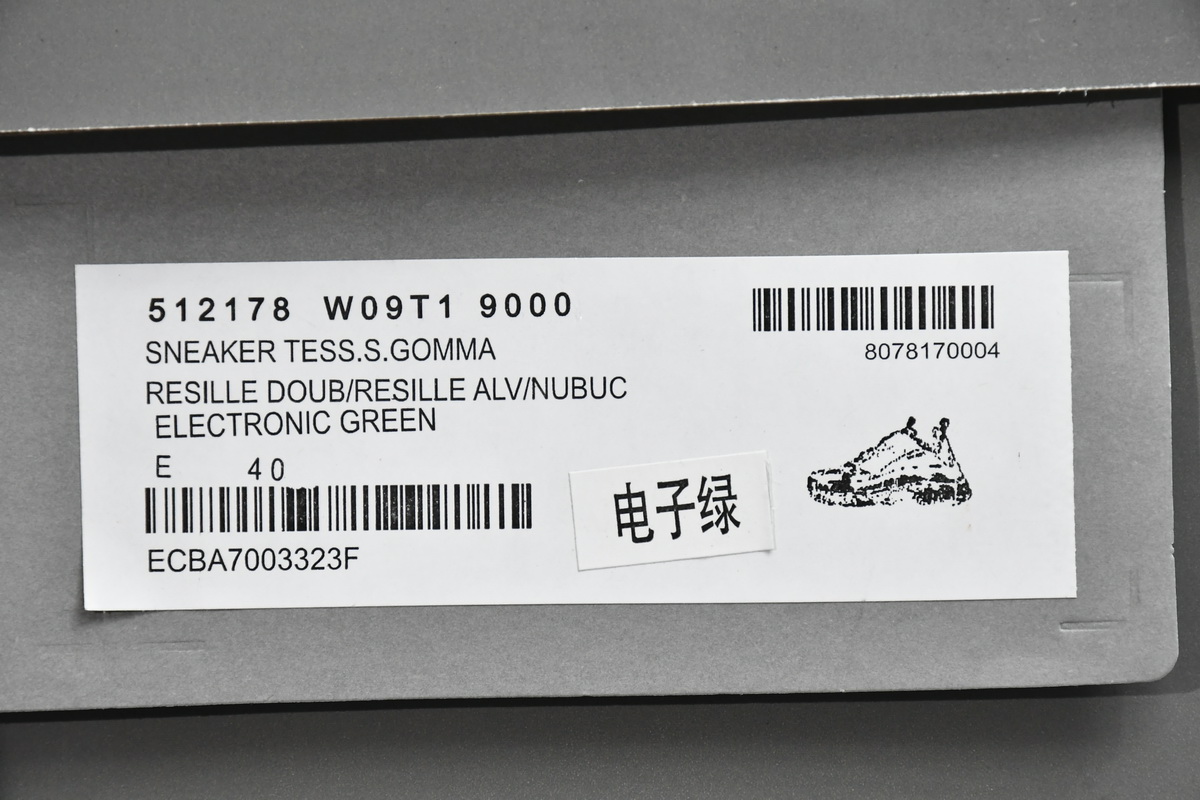 512178 W09T1 9000
8078170004
SNEAKER TESS.S.GOMMA
RESILLE DOUB/RESILLE ALV/NUBUC
ELECTRONIC GREEN
E 40
电子绿
ECBA7003323F